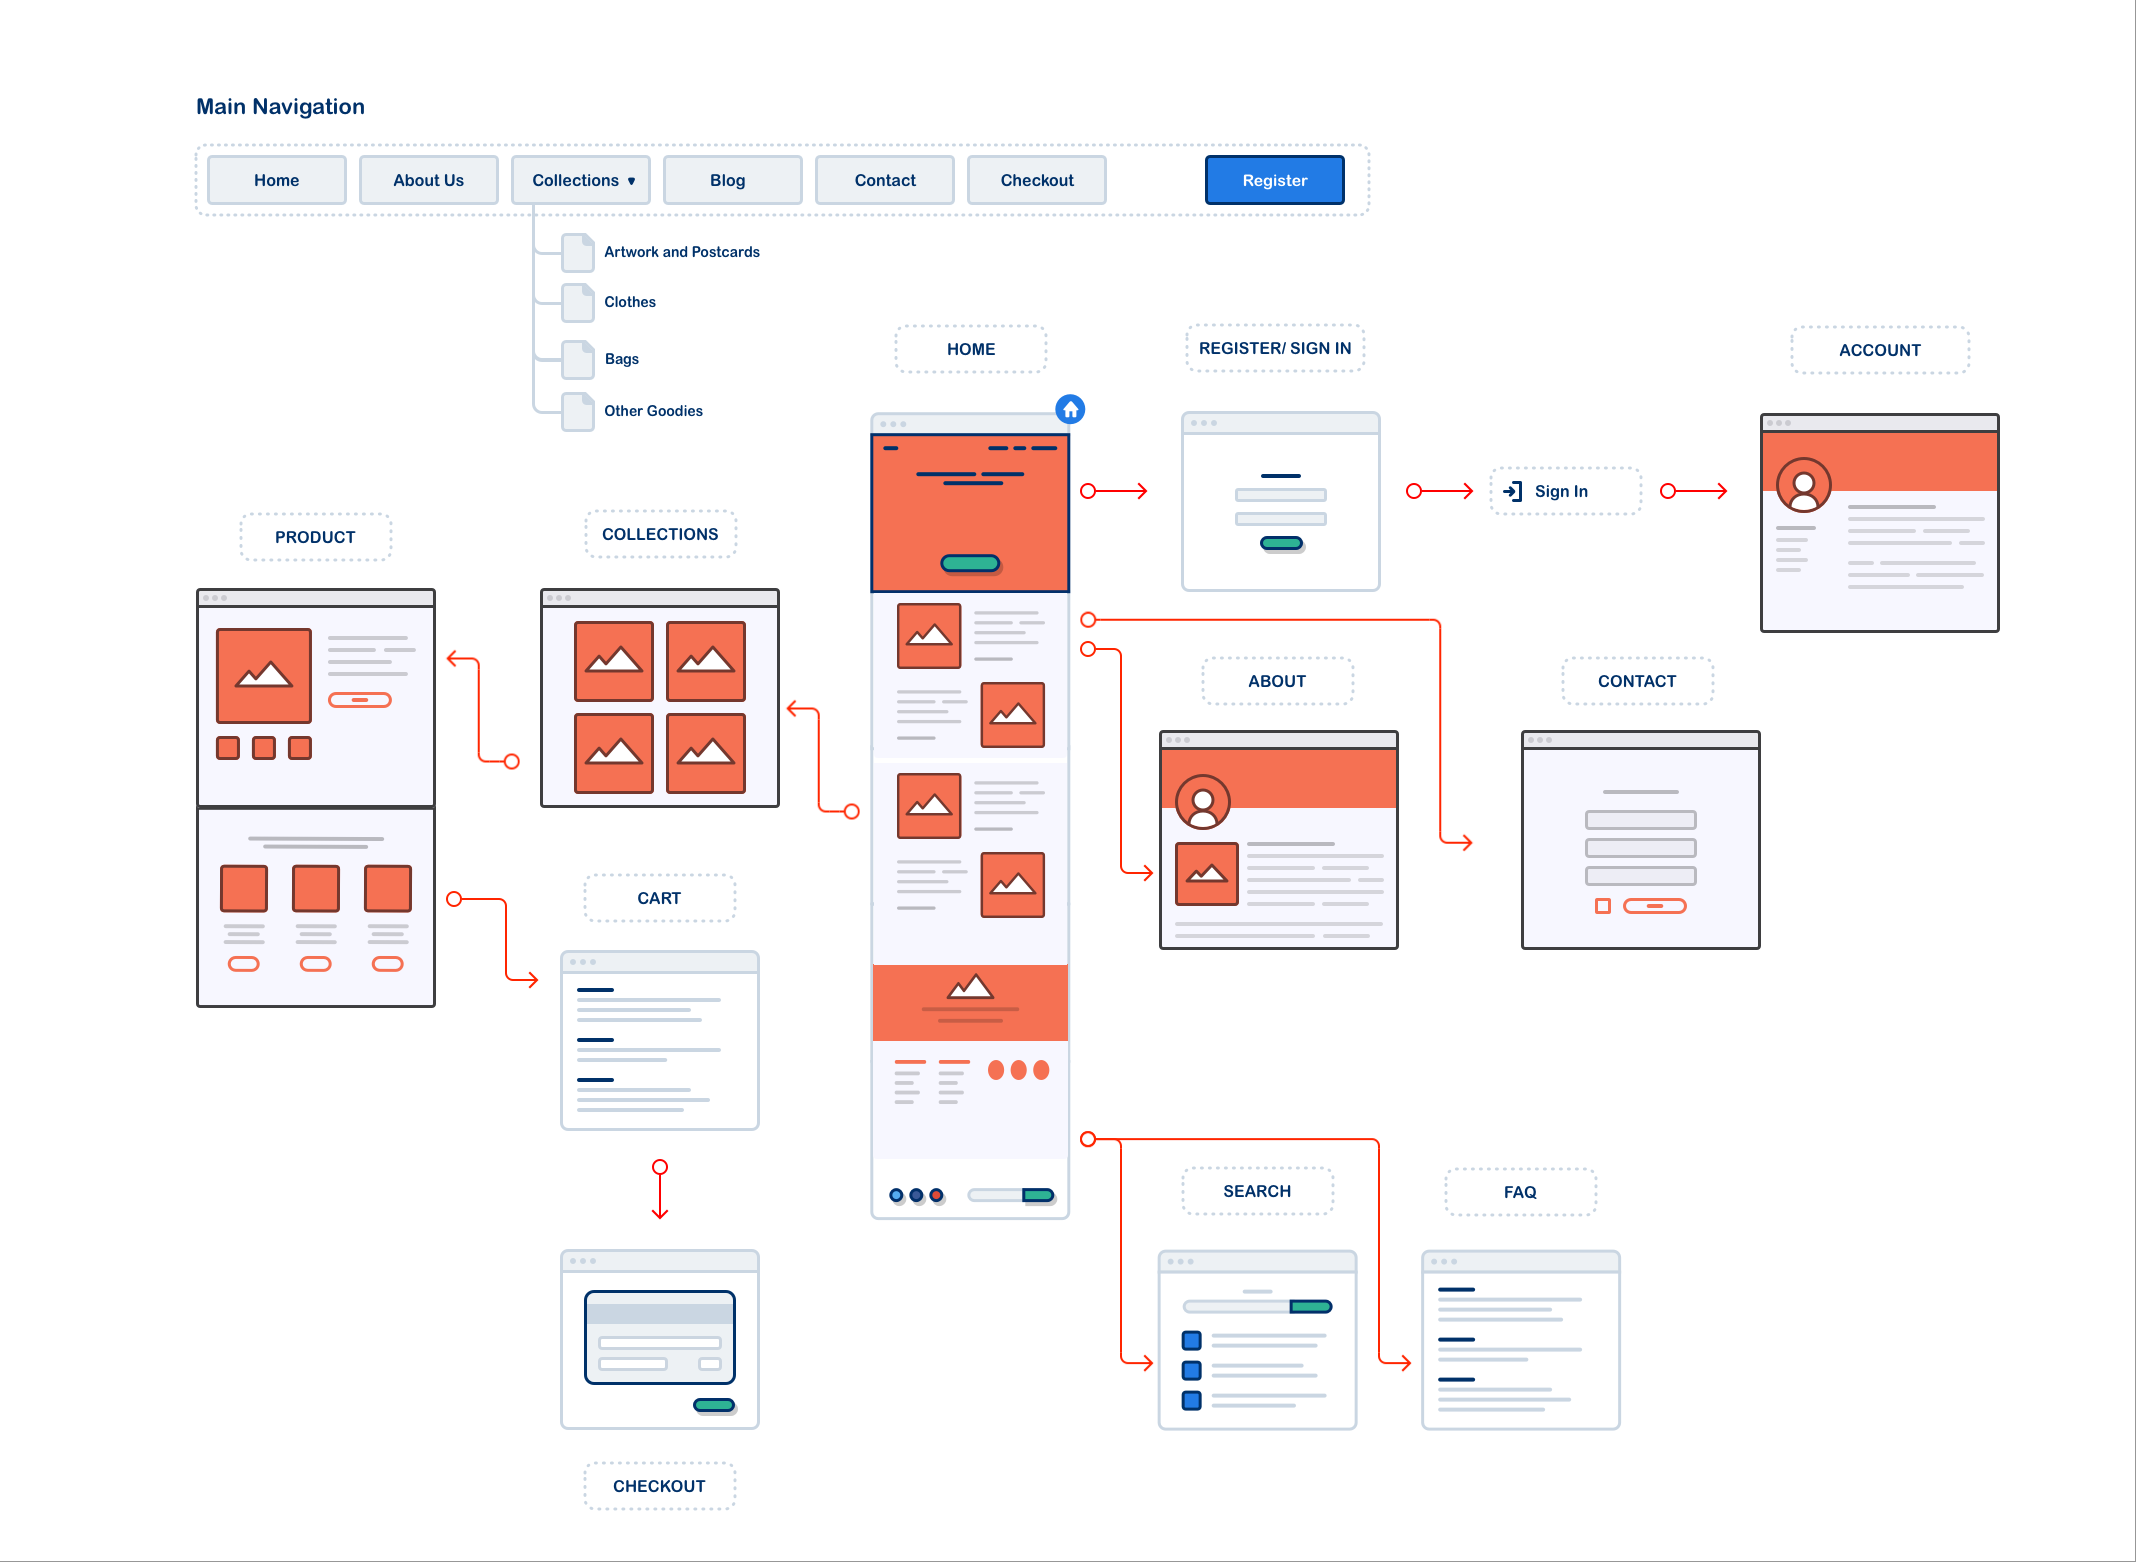 Main Navigation
Home
About Us
Collections
Blog
Contact
Checkout
Register
Artwork and Postcards
Clothes
Bags
Other Goodies
HOME
REGISTER/ SIGN IN
ACCOUNT
Sign In
PRODUCT
COLLECTIONS
ABOUT
CONTACT
CART
SEARCH
FAQ
CHECKOUT